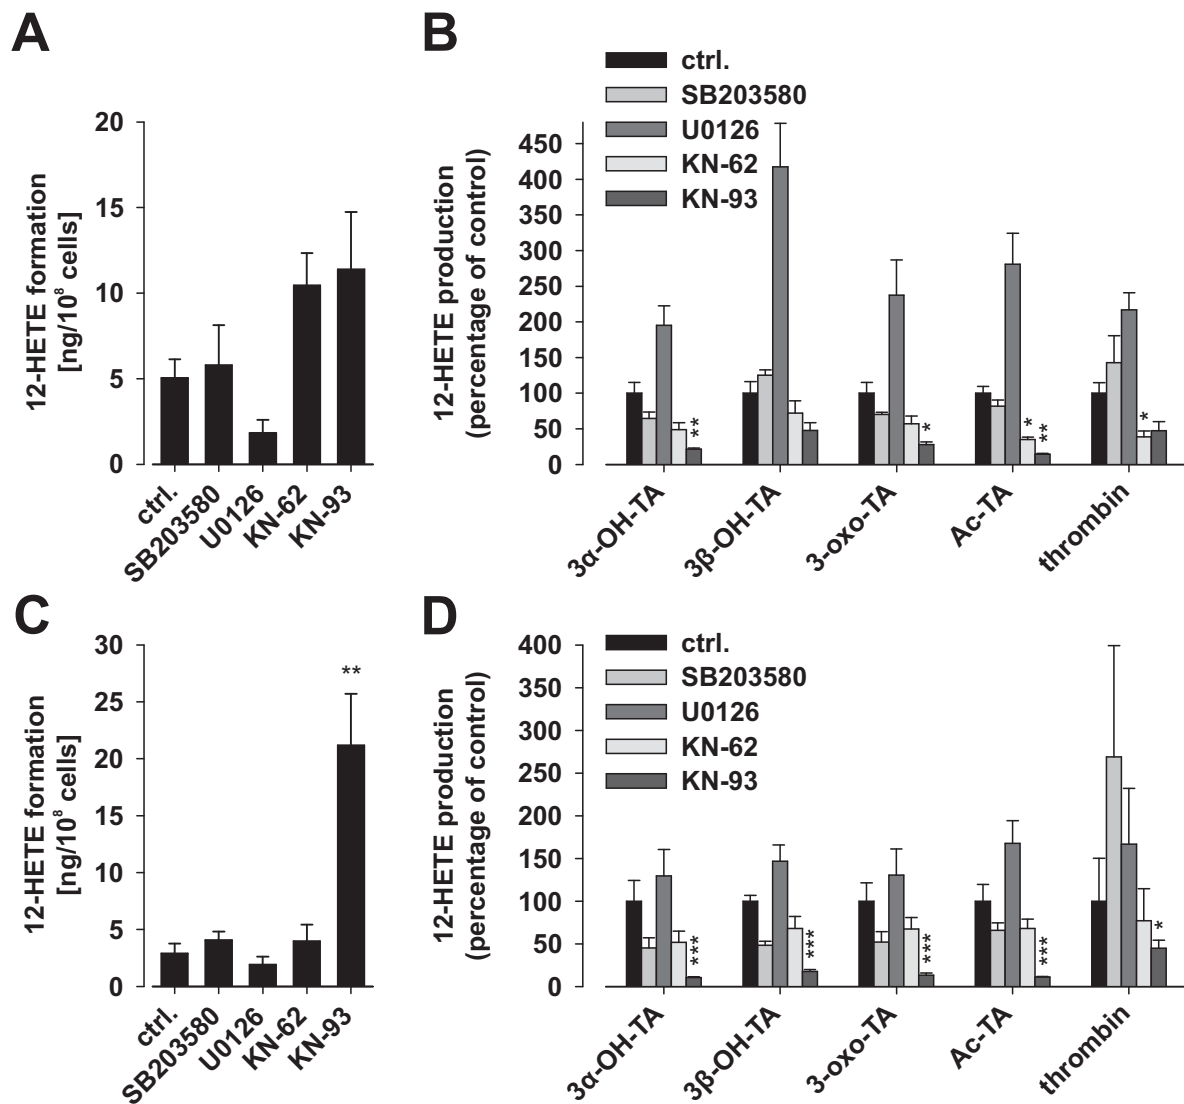 A
20
15
10
5
0
12-HETE formation
[ng/10⁸ cells]
ctrl.
SB203580
U0126
KN-62
KN-93
B
ctrl.
SB203580
U0126
KN-62
KN-93
450
400
350
300
250
200
150
100
50
0
12-HETE production
(percentage of control)
**
*
*
**
*
3α-OH-TA
3β-OH-TA
3-oxo-TA
Ac-TA
thrombin
C
30
25
20
15
10
5
0
12-HETE formation
[ng/10⁸ cells]
**
ctrl.
SB203580
U0126
KN-62
KN-93
D
ctrl.
SB203580
U0126
KN-62
KN-93
400
350
300
250
200
150
100
50
0
12-HETE production
(percentage of control)
***
***
***
***
*
3α-OH-TA
3β-OH-TA
3-oxo-TA
Ac-TA
thrombin